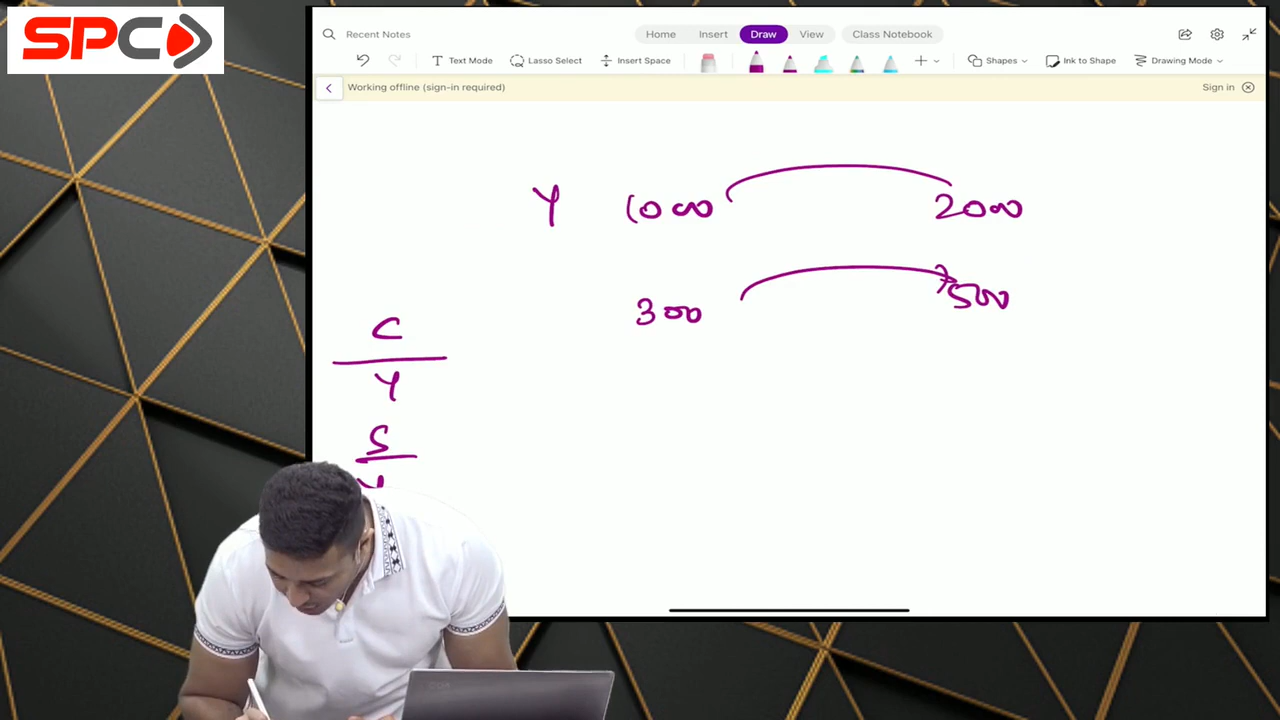 SPC
Recent Notes
Home Insert Draw View Class Notebook
Text Mode Lasso Select Insert Space Shapes Ink to Shape Drawing Mode
Working offline (sign-in required) Sign in
Y 1000 2000
300 500
C
Y
S